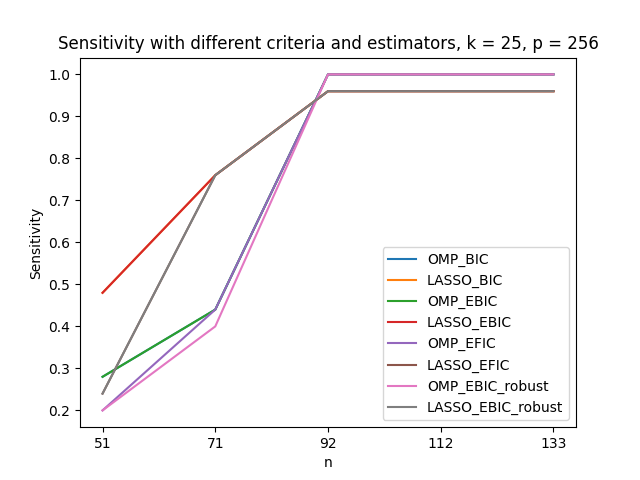 Sensitivity with different criteria and estimators, k = 25, p = 256
1.0
0.9
0.8
0.7
0.6
0.5
0.4
0.3
0.2
Sensitivity
OMP_BIC
LASSO_BIC
OMP_EBIC
LASSO_EBIC
OMP_EFIC
LASSO_EFIC
OMP_EBIC_robust
LASSO_EBIC_robust
51 71 92 112 133
n